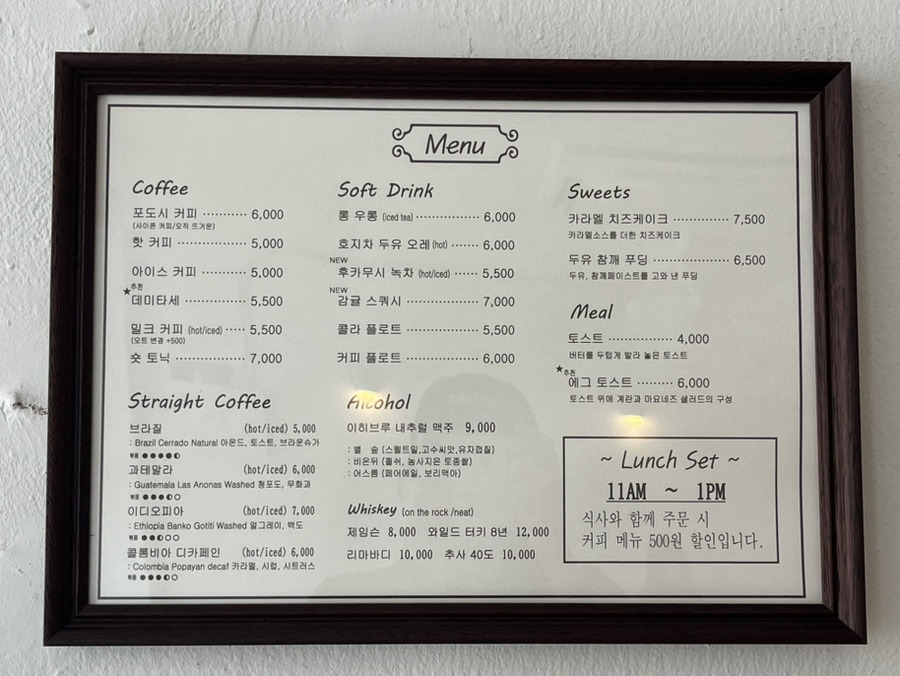 Menu
Coffee
포도시 커피 ··········· 6,000
(사이폰 커피/오직 뜨거운)
핫 커피 ················ 5,000
아이스 커피 ··········· 5,000
★추천
데미타세 ··············· 5,500
밀크 커피 (hot/iced) ····· 5,500
(오트 변경 +500)
숏 토닉 ················ 7,000
Straight Coffee
브라질 (hot/iced) 5,000
: Brazil Cerrado Natural 아몬드, 토스트, 브라운슈가
볶음 ●●●●◐
과테말라 (hot/iced) 6,000
: Guatemala Las Anonas Washed 청포도, 무화과
볶음 ●●●◐○
이디오피아 (hot/iced) 7,000
: Ethiopia Banko Gotiti Washed 얼그레이, 백도
볶음 ●●●◐○
콜롬비아 디카페인 (hot/iced) 6,000
: Colombia Popayan decaf 카라멜, 시럽, 시트러스
볶음 ●●●◐○
Soft Drink
롱 우롱 (iced tea) ················ 6,000
호지차 두유 오레 (hot) ······· 6,000
NEW
후카무시 녹차 (hot/iced) ······ 5,500
NEW
감귤 스쿼시 ···················· 7,000
콜라 플로트 ···················· 5,500
커피 플로트 ···················· 6,000
Alcohol
이히브루 내추럴 맥주 9,000
: 별 숲 (스펠트밀,고수씨앗,유자껍질)
: 비온뒤 (홉쉬, 농사지은 토종쌀)
: 어스름 (페어에일, 보리맥아)
Whiskey (on the rock /neat)
제임슨 8,000 와일드 터키 8년 12,000
리마바디 10,000 추사 40도 10,000
Sweets
카라멜 치즈케이크 ·············· 7,500
카라멜소스를 더한 치즈케이크
두유 참깨 푸딩 ·················· 6,500
두유, 참깨페이스트를 고와 낸 푸딩
Meal
토스트 ··············· 4,000
버터를 두텁게 발라 놓은 토스트
★추천
에그 토스트 ········· 6,000
토스트 위에 계란과 마요네즈 샐러드의 구성
~ Lunch Set ~
11AM ~ 1PM
식사와 함께 주문 시
커피 메뉴 500원 할인입니다.